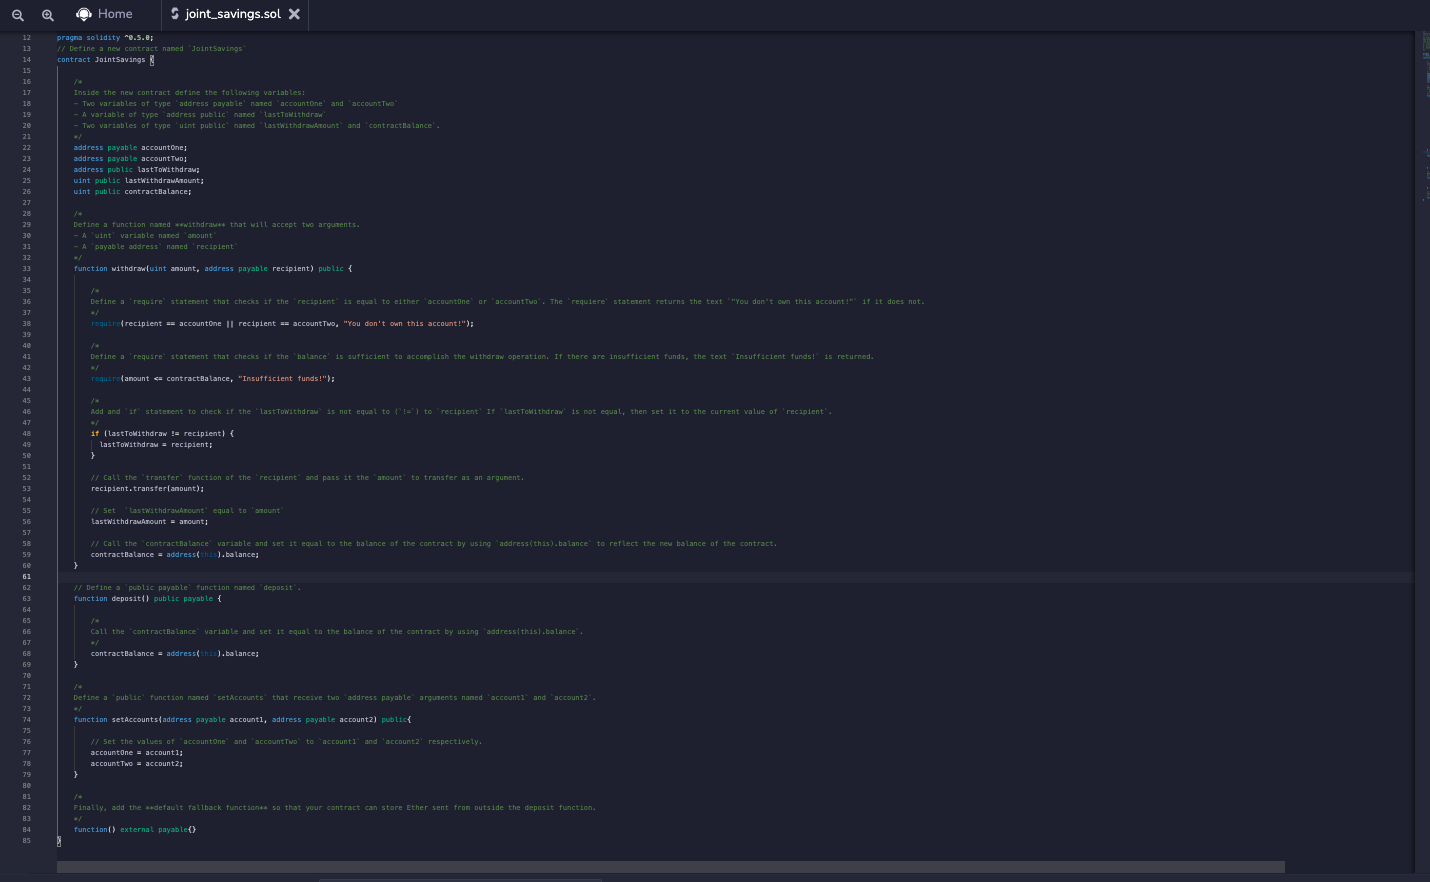 Home
joint_savings.sol
12 pragma solidity ^0.5.0;
13 // Define a new contract named `JointSavings`
14 contract JointSavings {
15
16 /*
17 Inside the new contract define the following variables:
18 - Two variables of type `address payable` named `accountOne` and `accountTwo`
19 - A variable of type `address public` named `lastToWithdraw`
20 - Two variables of type `uint public` named `lastWithdrawAmount` and `contractBalance`.
21 */
22 address payable accountOne;
23 address payable accountTwo;
24 address public lastToWithdraw;
25 uint public lastWithdrawAmount;
26 uint public contractBalance;
27
28 /*
29 Define a function named **withdraw** that will accept two arguments.
30 - A `uint` variable named `amount`
31 - A `payable address` named `recipient`
32 */
33 function withdraw(uint amount, address payable recipient) public {
34
35 /*
36 Define a `require` statement that checks if the `recipient` is equal to either `accountOne` or `accountTwo`. The `requiere` statement returns the text `"You don't own this account!"` if it does not.
37 */
38 require(recipient == accountOne || recipient == accountTwo, "You don't own this account!");
39
40 /*
41 Define a `require` statement that checks if the `balance` is sufficient to accomplish the withdraw operation. If there are insufficient funds, the text `Insufficient funds!` is returned.
42 */
43 require(amount <= contractBalance, "Insufficient funds!");
44
45 /*
46 Add and `if` statement to check if the `lastToWithdraw` is not equal to (`!=`) to `recipient` If `lastToWithdraw` is not equal, then set it to the current value of `recipient`.
47 */
48 if (lastToWithdraw != recipient) {
49 lastToWithdraw = recipient;
50 }
51
52 // Call the `transfer` function of the `recipient` and pass it the `amount` to transfer as an argument.
53 recipient.transfer(amount);
54
55 // Set  `lastWithdrawAmount` equal to `amount`
56 lastWithdrawAmount = amount;
57
58 // Call the `contractBalance` variable and set it equal to the balance of the contract by using `address(this).balance` to reflect the new balance of the contract.
59 contractBalance = address(this).balance;
60 }
61
62 // Define a `public payable` function named `deposit`.
63 function deposit() public payable {
64
65 /*
66 Call the `contractBalance` variable and set it equal to the balance of the contract by using `address(this).balance`.
67 */
68 contractBalance = address(this).balance;
69 }
70
71 /*
72 Define a `public` function named `setAccounts` that receive two `address payable` arguments named `account1` and `account2`.
73 */
74 function setAccounts(address payable account1, address payable account2) public{
75
76 // Set the values of `accountOne` and `accountTwo` to `account1` and `account2` respectively.
77 accountOne = account1;
78 accountTwo = account2;
79 }
80
81 /*
82 Finally, add the **default fallback function** so that your contract can store Ether sent from outside the deposit function.
83 */
84 function() external payable{}
85 }